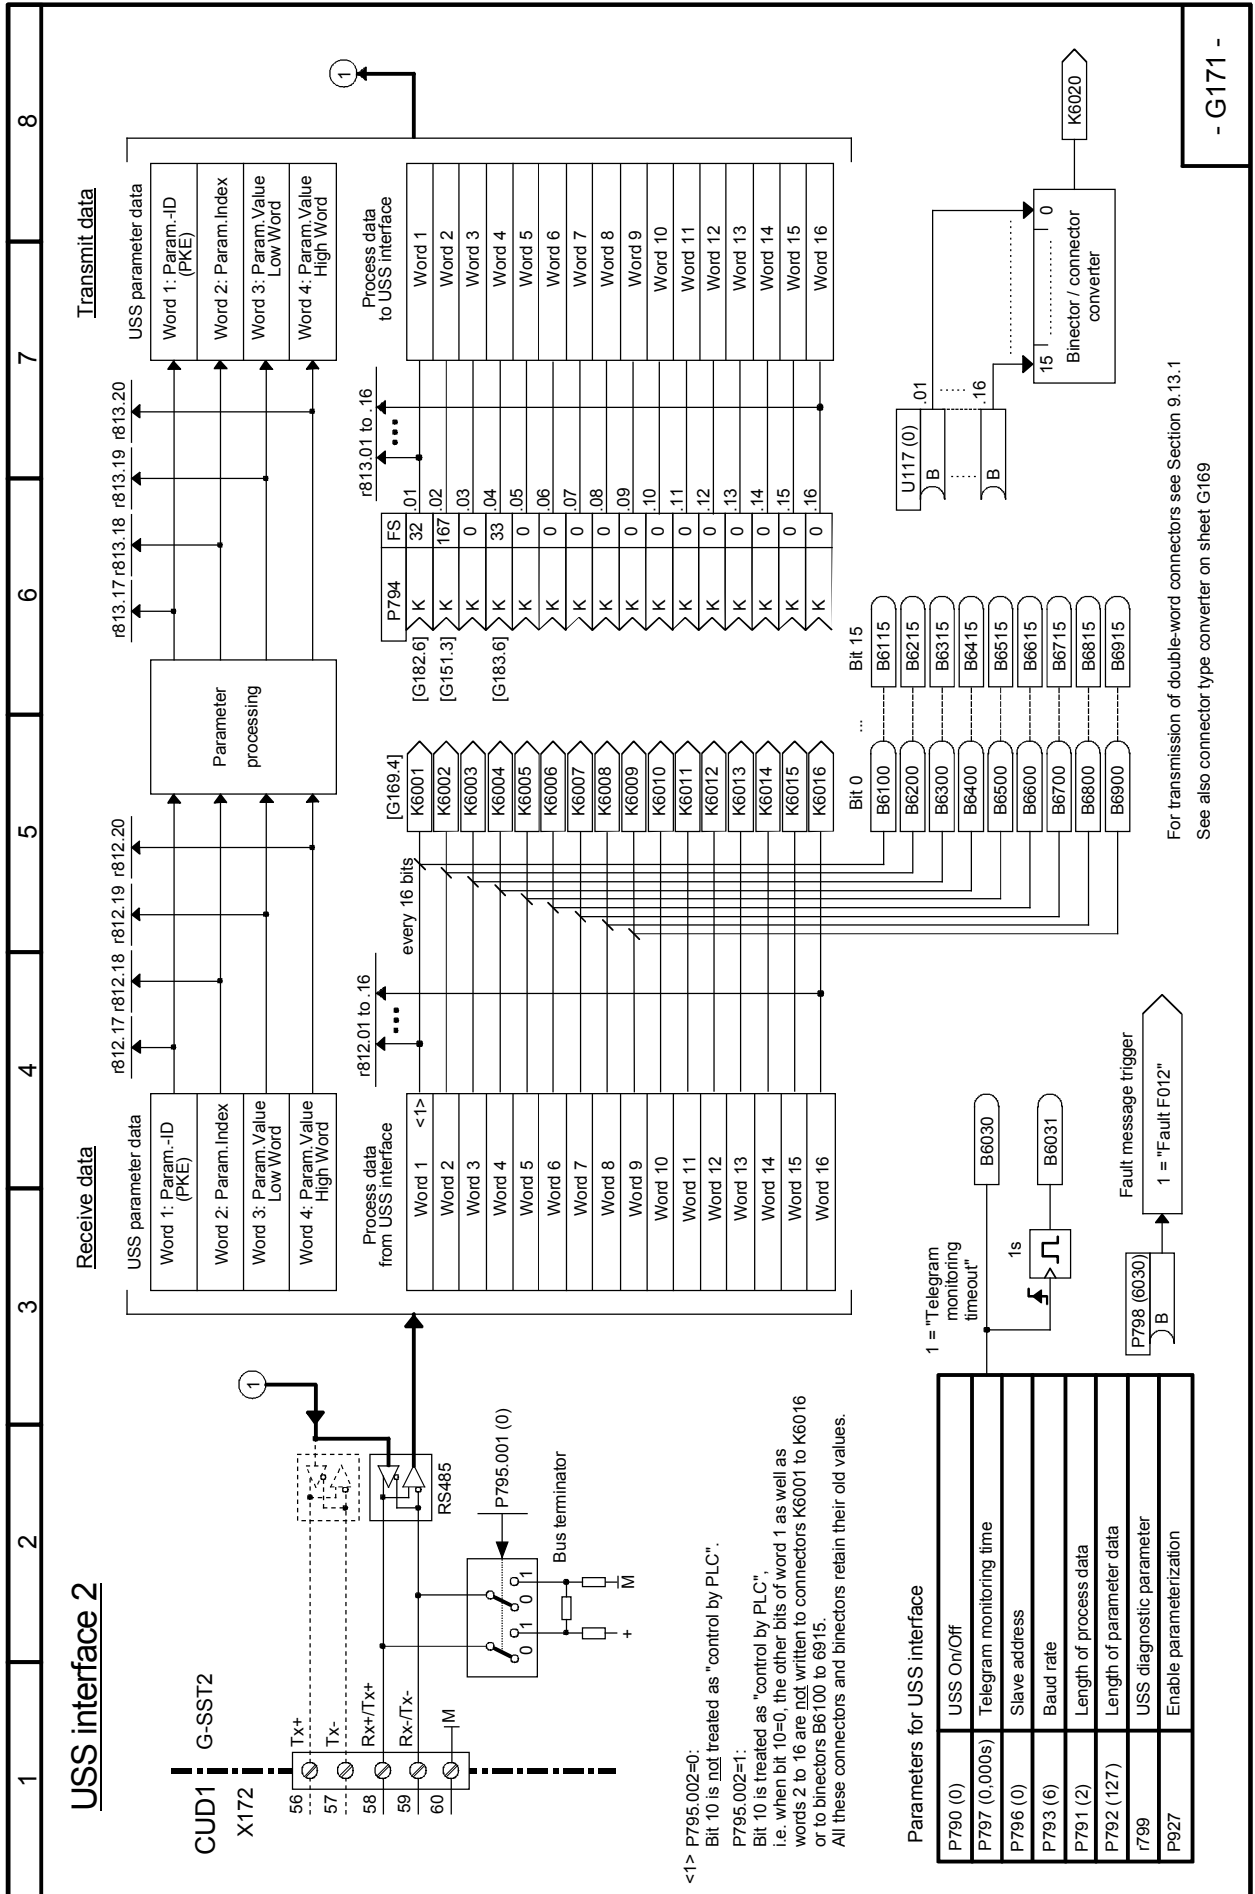 1 2 3 4 5 6 7 8
USS interface 2
CUD1 G-SST2
X172
56 Tx+
57 Tx-
58 Rx+/Tx+
59 Rx-/Tx-
60 M
1
RS485
P795.001 (0)
0 1 0 1
Bus terminator
+ M
<1> P795.002=0:
Bit 10 is not treated as "control by PLC".
P795.002=1:
Bit 10 is treated as "control by PLC",
i.e. when bit 10=0, the other bits of word 1 as well as
words 2 to 16 are not written to connectors K6001 to K6016
or to binectors B6100 to 6915.
All these connectors and binectors retain their old values.
Parameters for USS interface
P790 (0) USS On/Off
P797 (0,000s) Telegram monitoring time
P796 (0) Slave address
P793 (6) Baud rate
P791 (2) Length of process data
P792 (127) Length of parameter data
r799 USS diagnostic parameter
P927 Enable parameterization
1 = "Telegram
monitoring
timeout"
B6030
1s
B6031
P798 (6030)
B
Fault message trigger
1 = "Fault F012"
Receive data
USS parameter data
Word 1: Param.-ID
(PKE)
Word 2: Param.Index
Word 3: Param.Value
Low Word
Word 4: Param.Value
High Word
r812.17 r812.18 r812.19 r812.20
Parameter
processing
r813.17 r813.18 r813.19 r813.20
Transmit data
USS parameter data
Word 1: Param.-ID
(PKE)
Word 2: Param.Index
Word 3: Param.Value
Low Word
Word 4: Param.Value
High Word
1
Process data
from USS interface
Word 1 <1>
Word 2
Word 3
Word 4
Word 5
Word 6
Word 7
Word 8
Word 9
Word 10
Word 11
Word 12
Word 13
Word 14
Word 15
Word 16
r812.01 to .16
...
every 16 bits
[G169.4]
K6001
K6002
K6003
K6004
K6005
K6006
K6007
K6008
K6009
K6010
K6011
K6012
K6013
K6014
K6015
K6016
Bit 0 ... Bit 15
B6100 B6115
B6200 B6215
B6300 B6315
B6400 B6415
B6500 B6515
B6600 B6615
B6700 B6715
B6800 B6815
B6900 B6915
P794 FS
[G182.6] K 32 .01
[G151.3] K 167 .02
K 0 .03
[G183.6] K 33 .04
K 0 .05
K 0 .06
K 0 .07
K 0 .08
K 0 .09
K 0 .10
K 0 .11
K 0 .12
K 0 .13
K 0 .14
K 0 .15
K 0 .16
r813.01 to .16
...
Process data
to USS interface
Word 1
Word 2
Word 3
Word 4
Word 5
Word 6
Word 7
Word 8
Word 9
Word 10
Word 11
Word 12
Word 13
Word 14
Word 15
Word 16
U117 (0)
B .01
B .16
15 0
Binector / connector
converter
K6020
For transmission of double-word connectors see Section 9.13.1
See also connector type converter on sheet G169
- G171 -